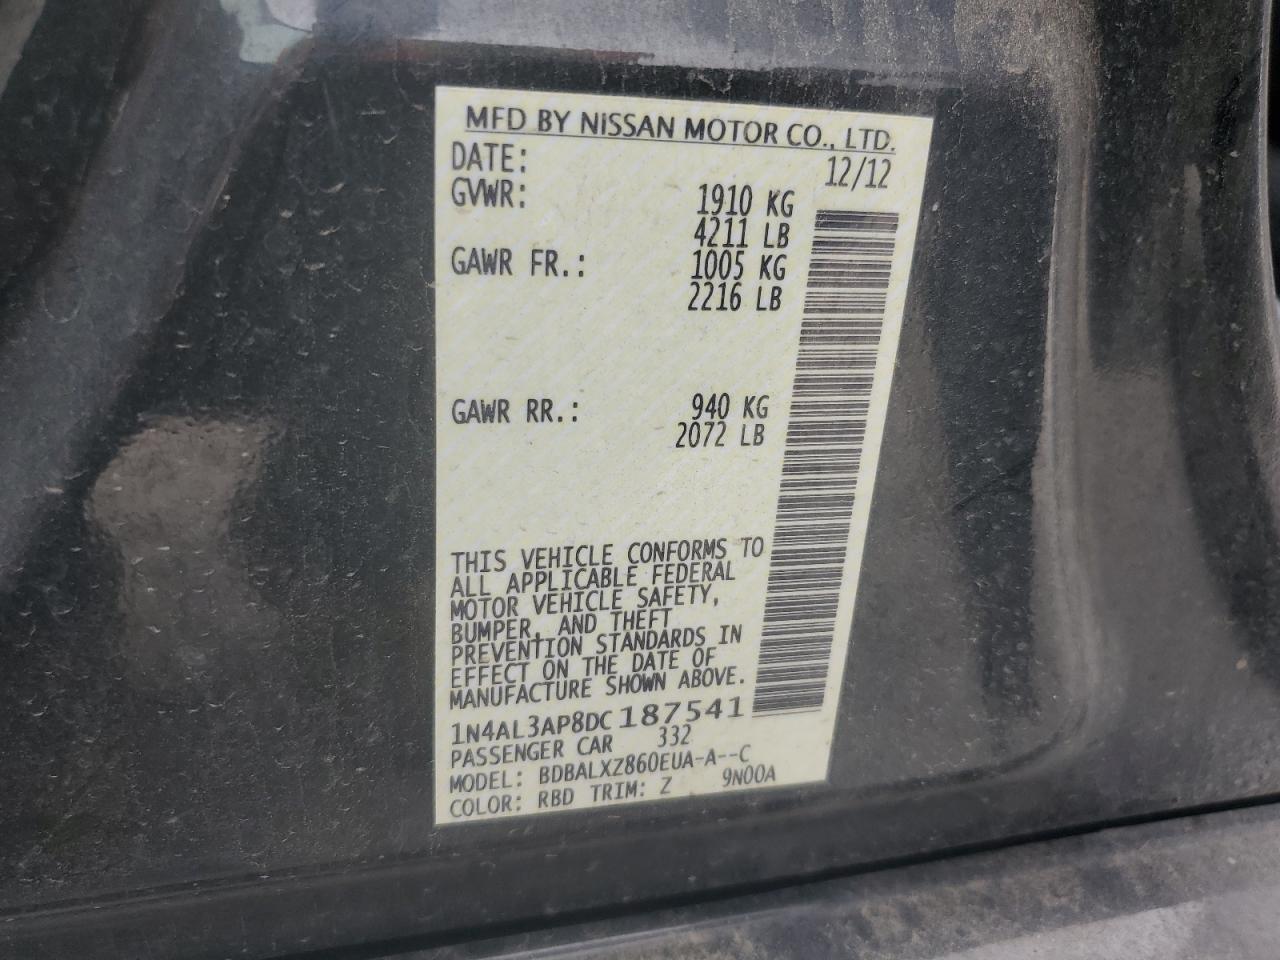 MFD BY NISSAN MOTOR CO., LTD.
DATE: 12/12
GVWR: 1910 KG
4211 LB
GAWR FR.: 1005 KG
2216 LB
GAWR RR.: 940 KG
2072 LB
THIS VEHICLE CONFORMS TO
ALL APPLICABLE FEDERAL
MOTOR VEHICLE SAFETY,
BUMPER, AND THEFT
PREVENTION STANDARDS IN
EFFECT ON THE DATE OF
MANUFACTURE SHOWN ABOVE.
1N4AL3AP8DC187541
PASSENGER CAR 332
MODEL: BDBALXZ860EUA-A--C
COLOR: RBD TRIM: Z 9N00A